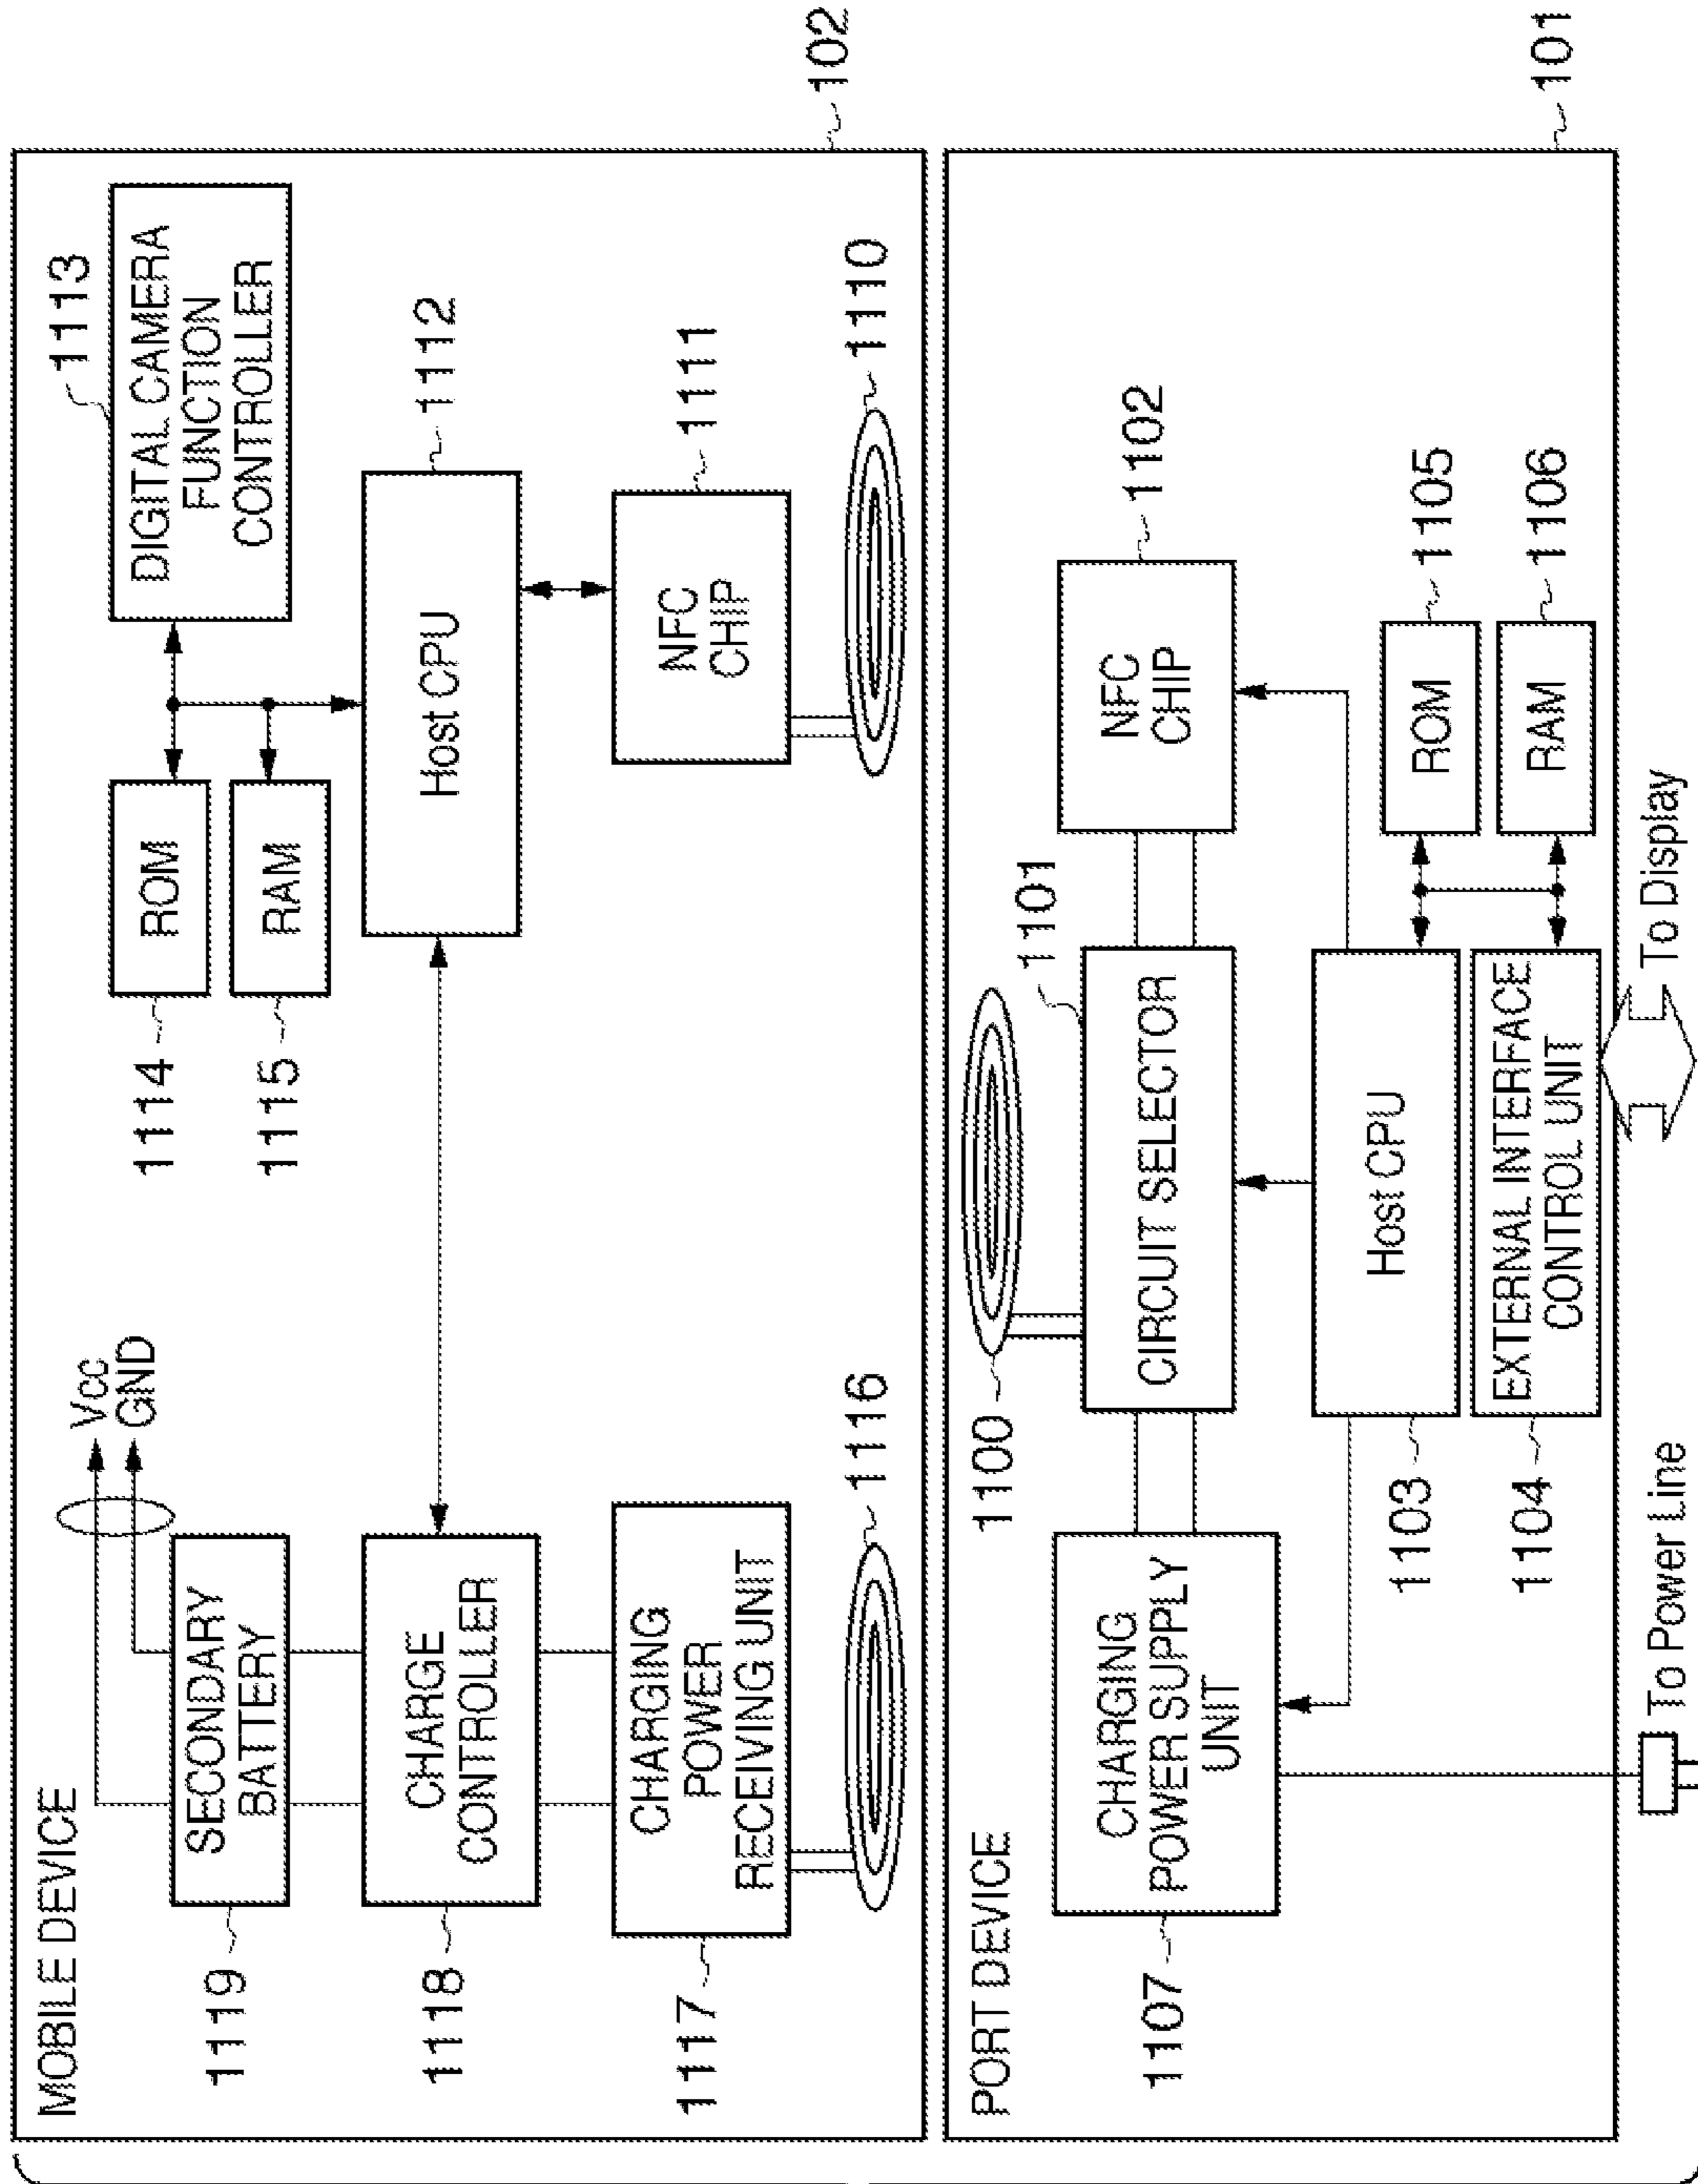 MOBILE DEVICE
102
1113
DIGITAL CAMERA
FUNCTION
CONTROLLER
1114
ROM
1115
RAM
Vcc
GND
1119
SECONDARY
BATTERY
1118
CHARGE
CONTROLLER
Host CPU
1112
1117
CHARGING
POWER
RECEIVING UNIT
1116
NFC
CHIP
1111
1110
PORT DEVICE
101
1100
1101
1107
CHARGING
POWER SUPPLY
UNIT
CIRCUIT SELECTOR
NFC
CHIP
1102
1103
Host CPU
ROM
1105
1104
EXTERNAL INTERFACE
CONTROL UNIT
RAM
1106
To Power Line
To Display